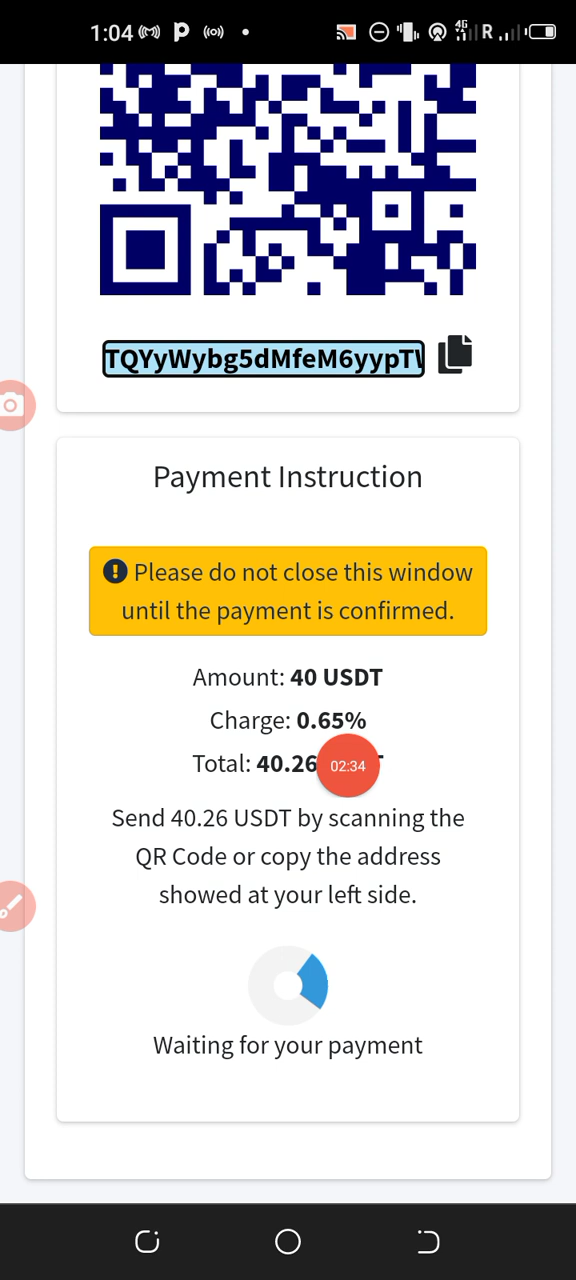 1:04
4G R
TQYyWybg5dMfeM6yypT
Payment Instruction
Please do not close this window
until the payment is confirmed.
Amount: 40 USDT
Charge: 0.65%
Total: 40.26
02:34
Send 40.26 USDT by scanning the
QR Code or copy the address
showed at your left side.
Waiting for your payment